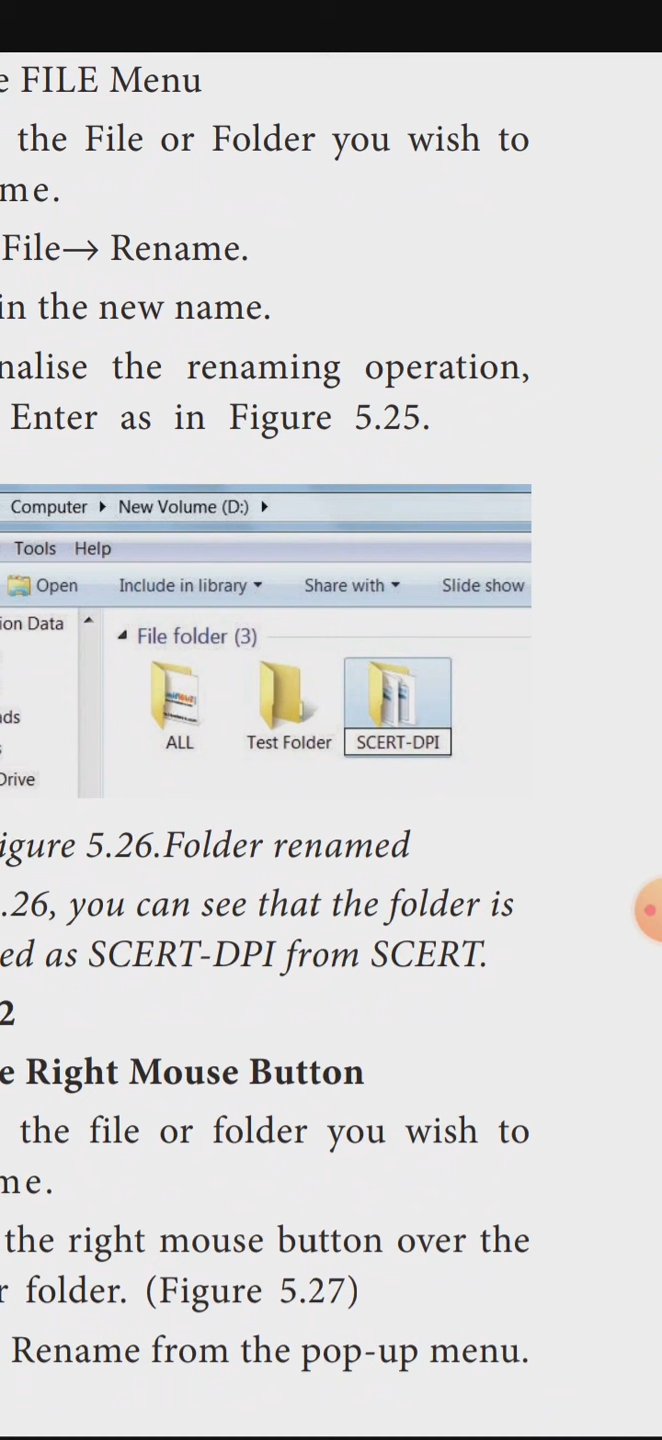 e FILE Menu
the File or Folder you wish to
me.
File→ Rename.
in the new name.
nalise the renaming operation,
Enter as in Figure 5.25.
Computer ▸ New Volume (D:) ▸
Tools Help
Open Include in library ▾ Share with ▾ Slide show
ion Data
File folder (3)
ads
ALL Test Folder SCERT-DPI
Drive
igure 5.26.Folder renamed
.26, you can see that the folder is
ed as SCERT-DPI from SCERT.
2
e Right Mouse Button
the file or folder you wish to
me.
the right mouse button over the
r folder. (Figure 5.27)
Rename from the pop-up menu.